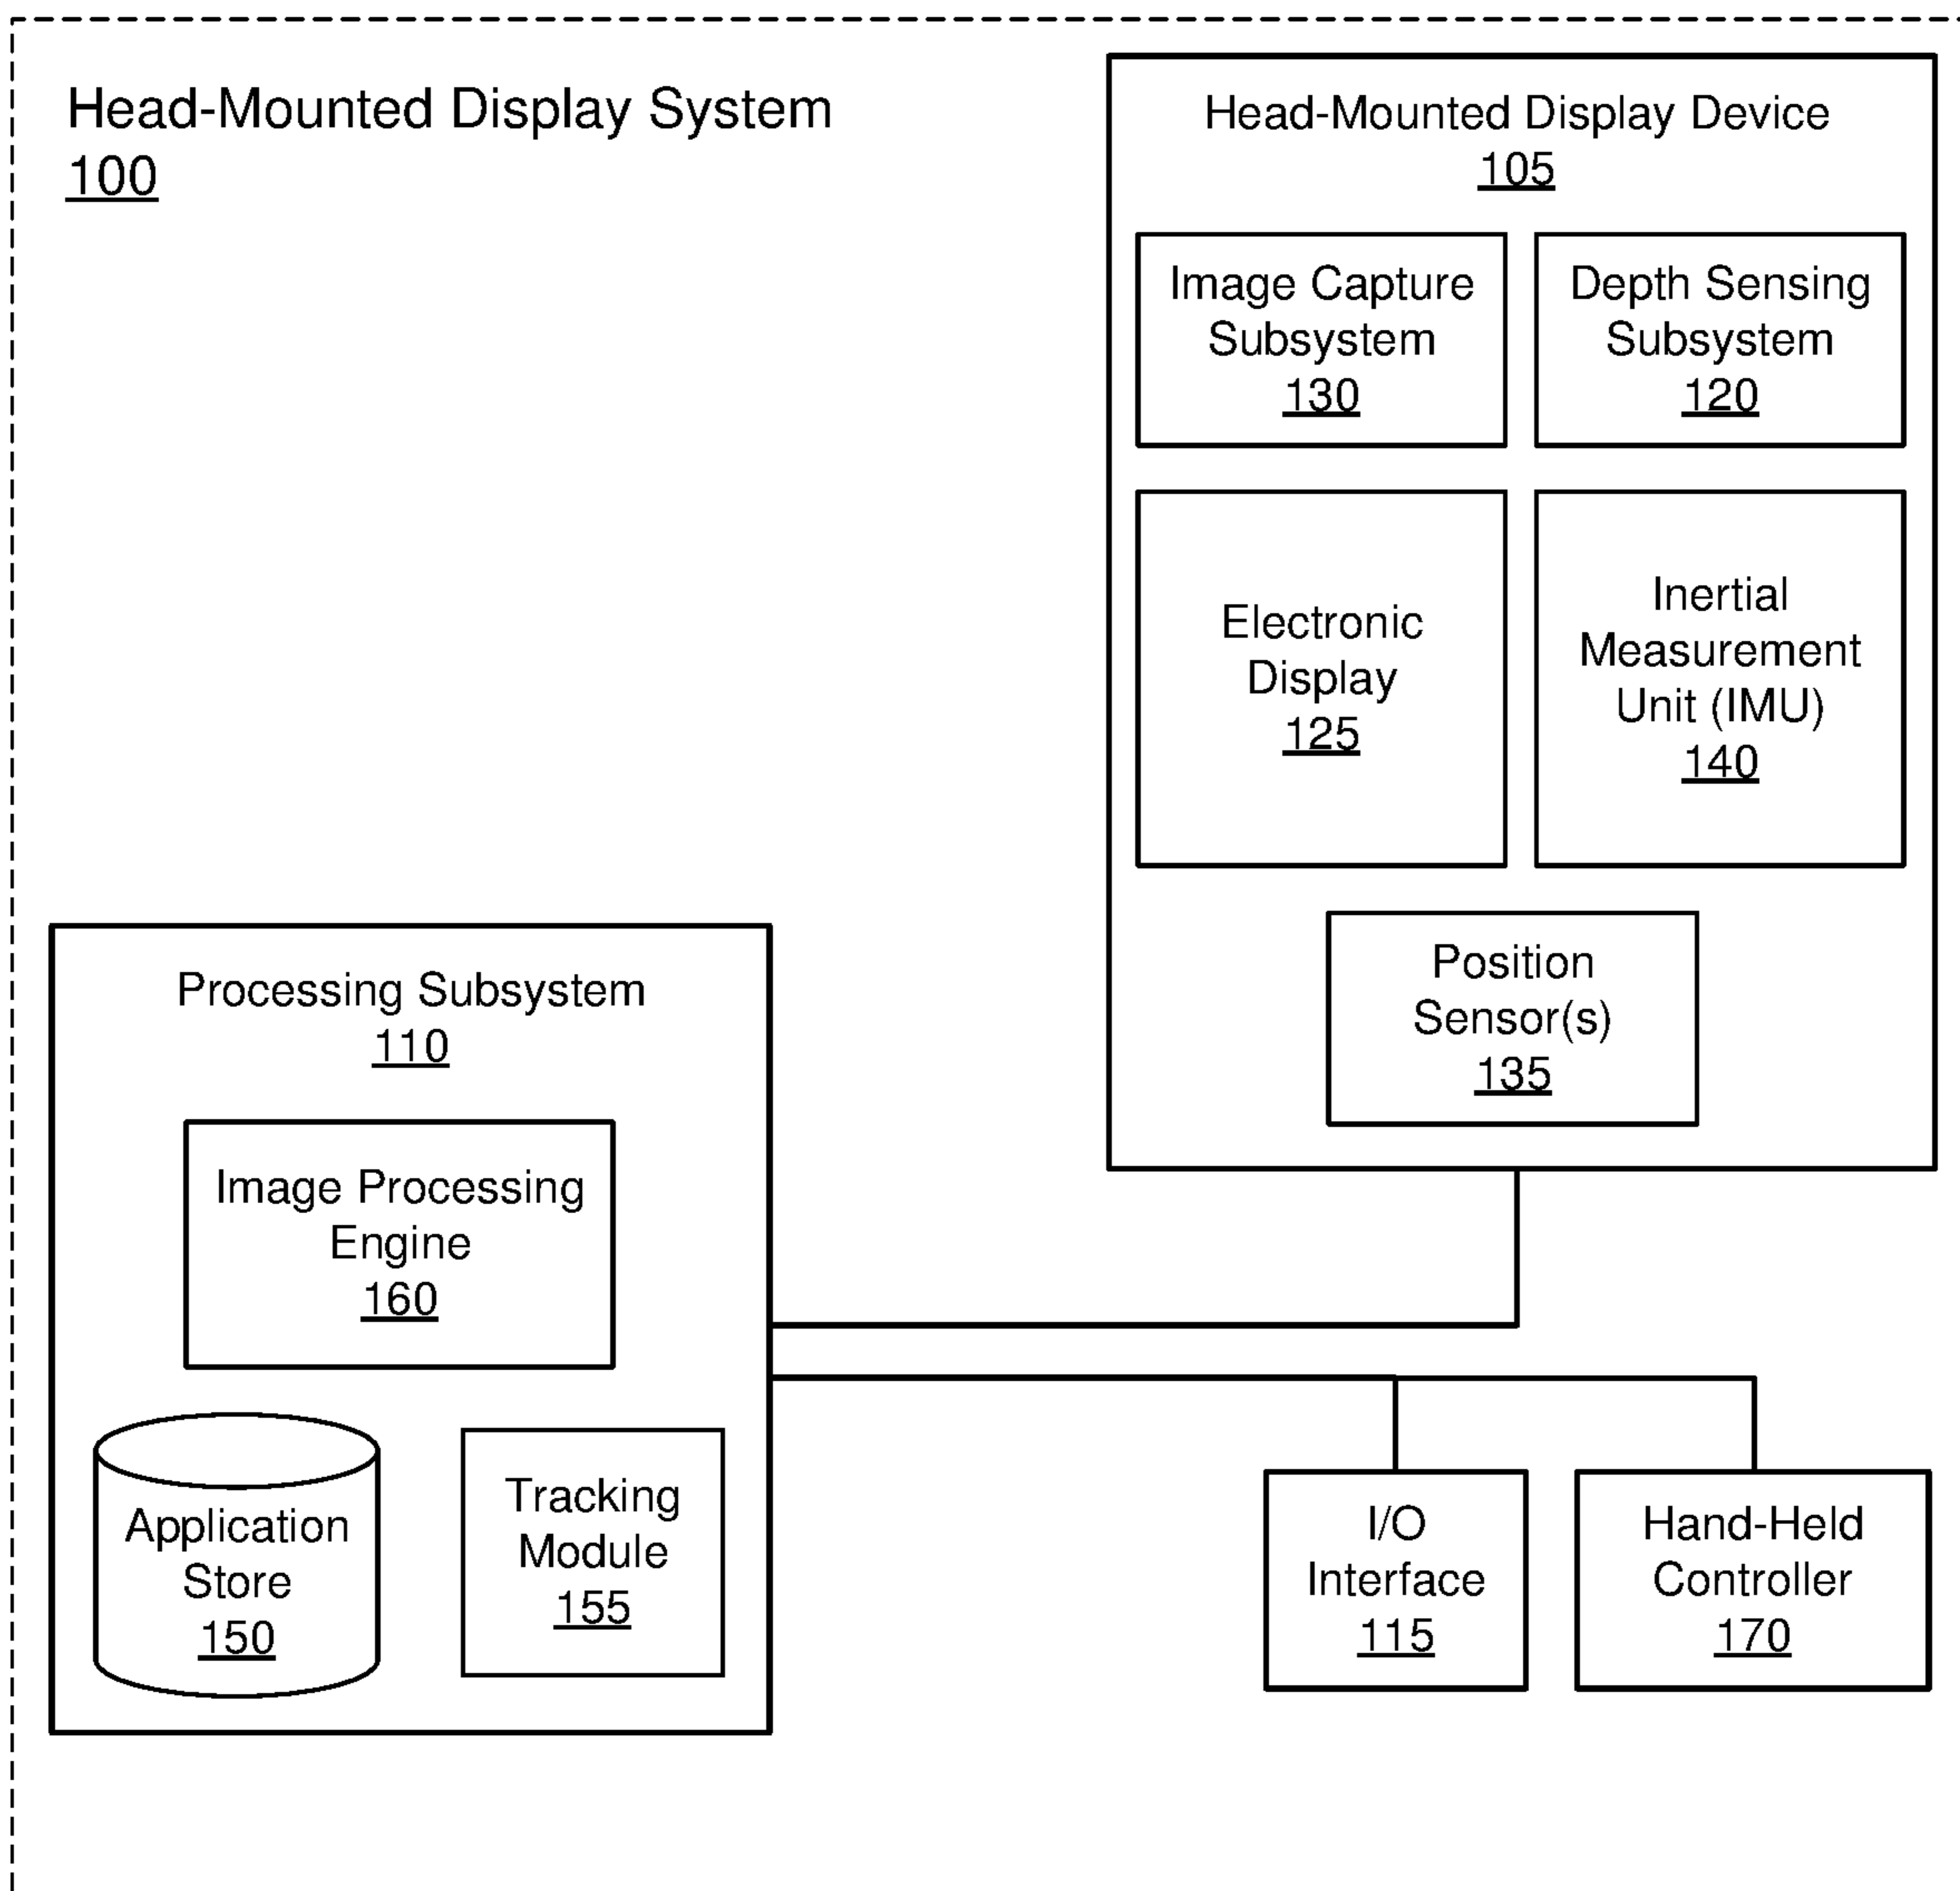 Head-Mounted Display System
100
Head-Mounted Display Device
105
Image Capture
Subsystem
130
Depth Sensing
Subsystem
120
Electronic
Display
125
Inertial
Measurement
Unit (IMU)
140
Position
Sensor(s)
135
Processing Subsystem
110
Image Processing
Engine
160
Application
Store
150
Tracking
Module
155
I/O
Interface
115
Hand-Held
Controller
170